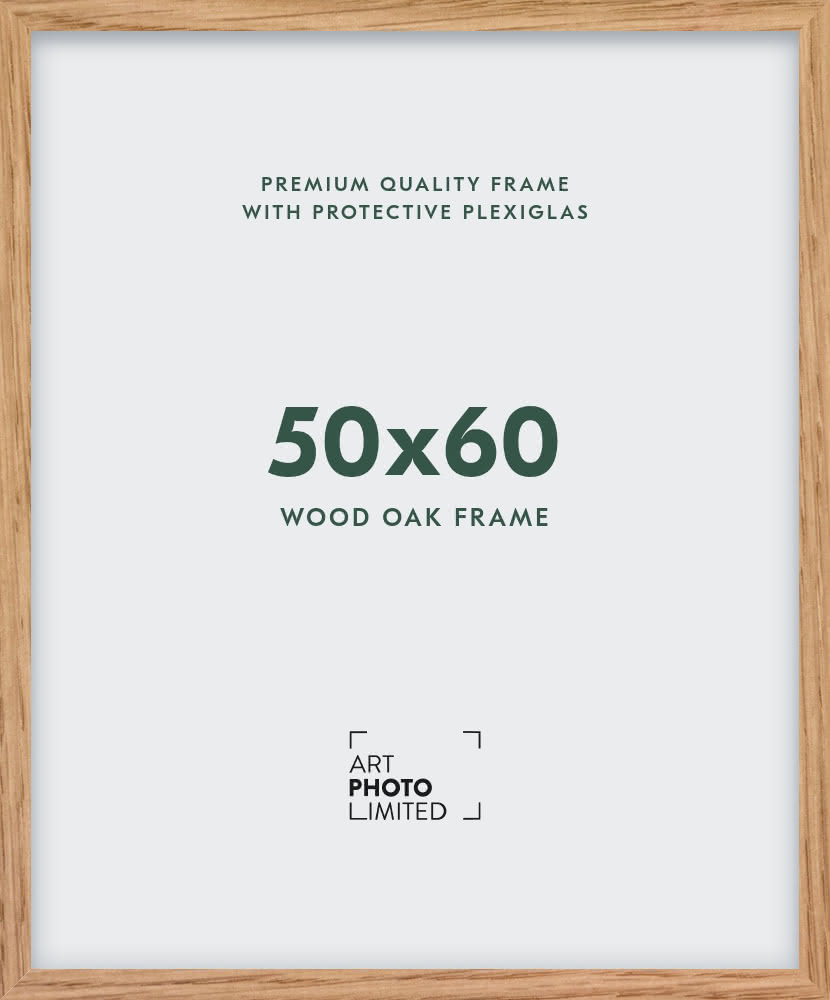 PREMIUM QUALITY FRAME
WITH PROTECTIVE PLEXIGLAS
50x60
WOOD OAK FRAME
ART
PHOTO
LIMITED